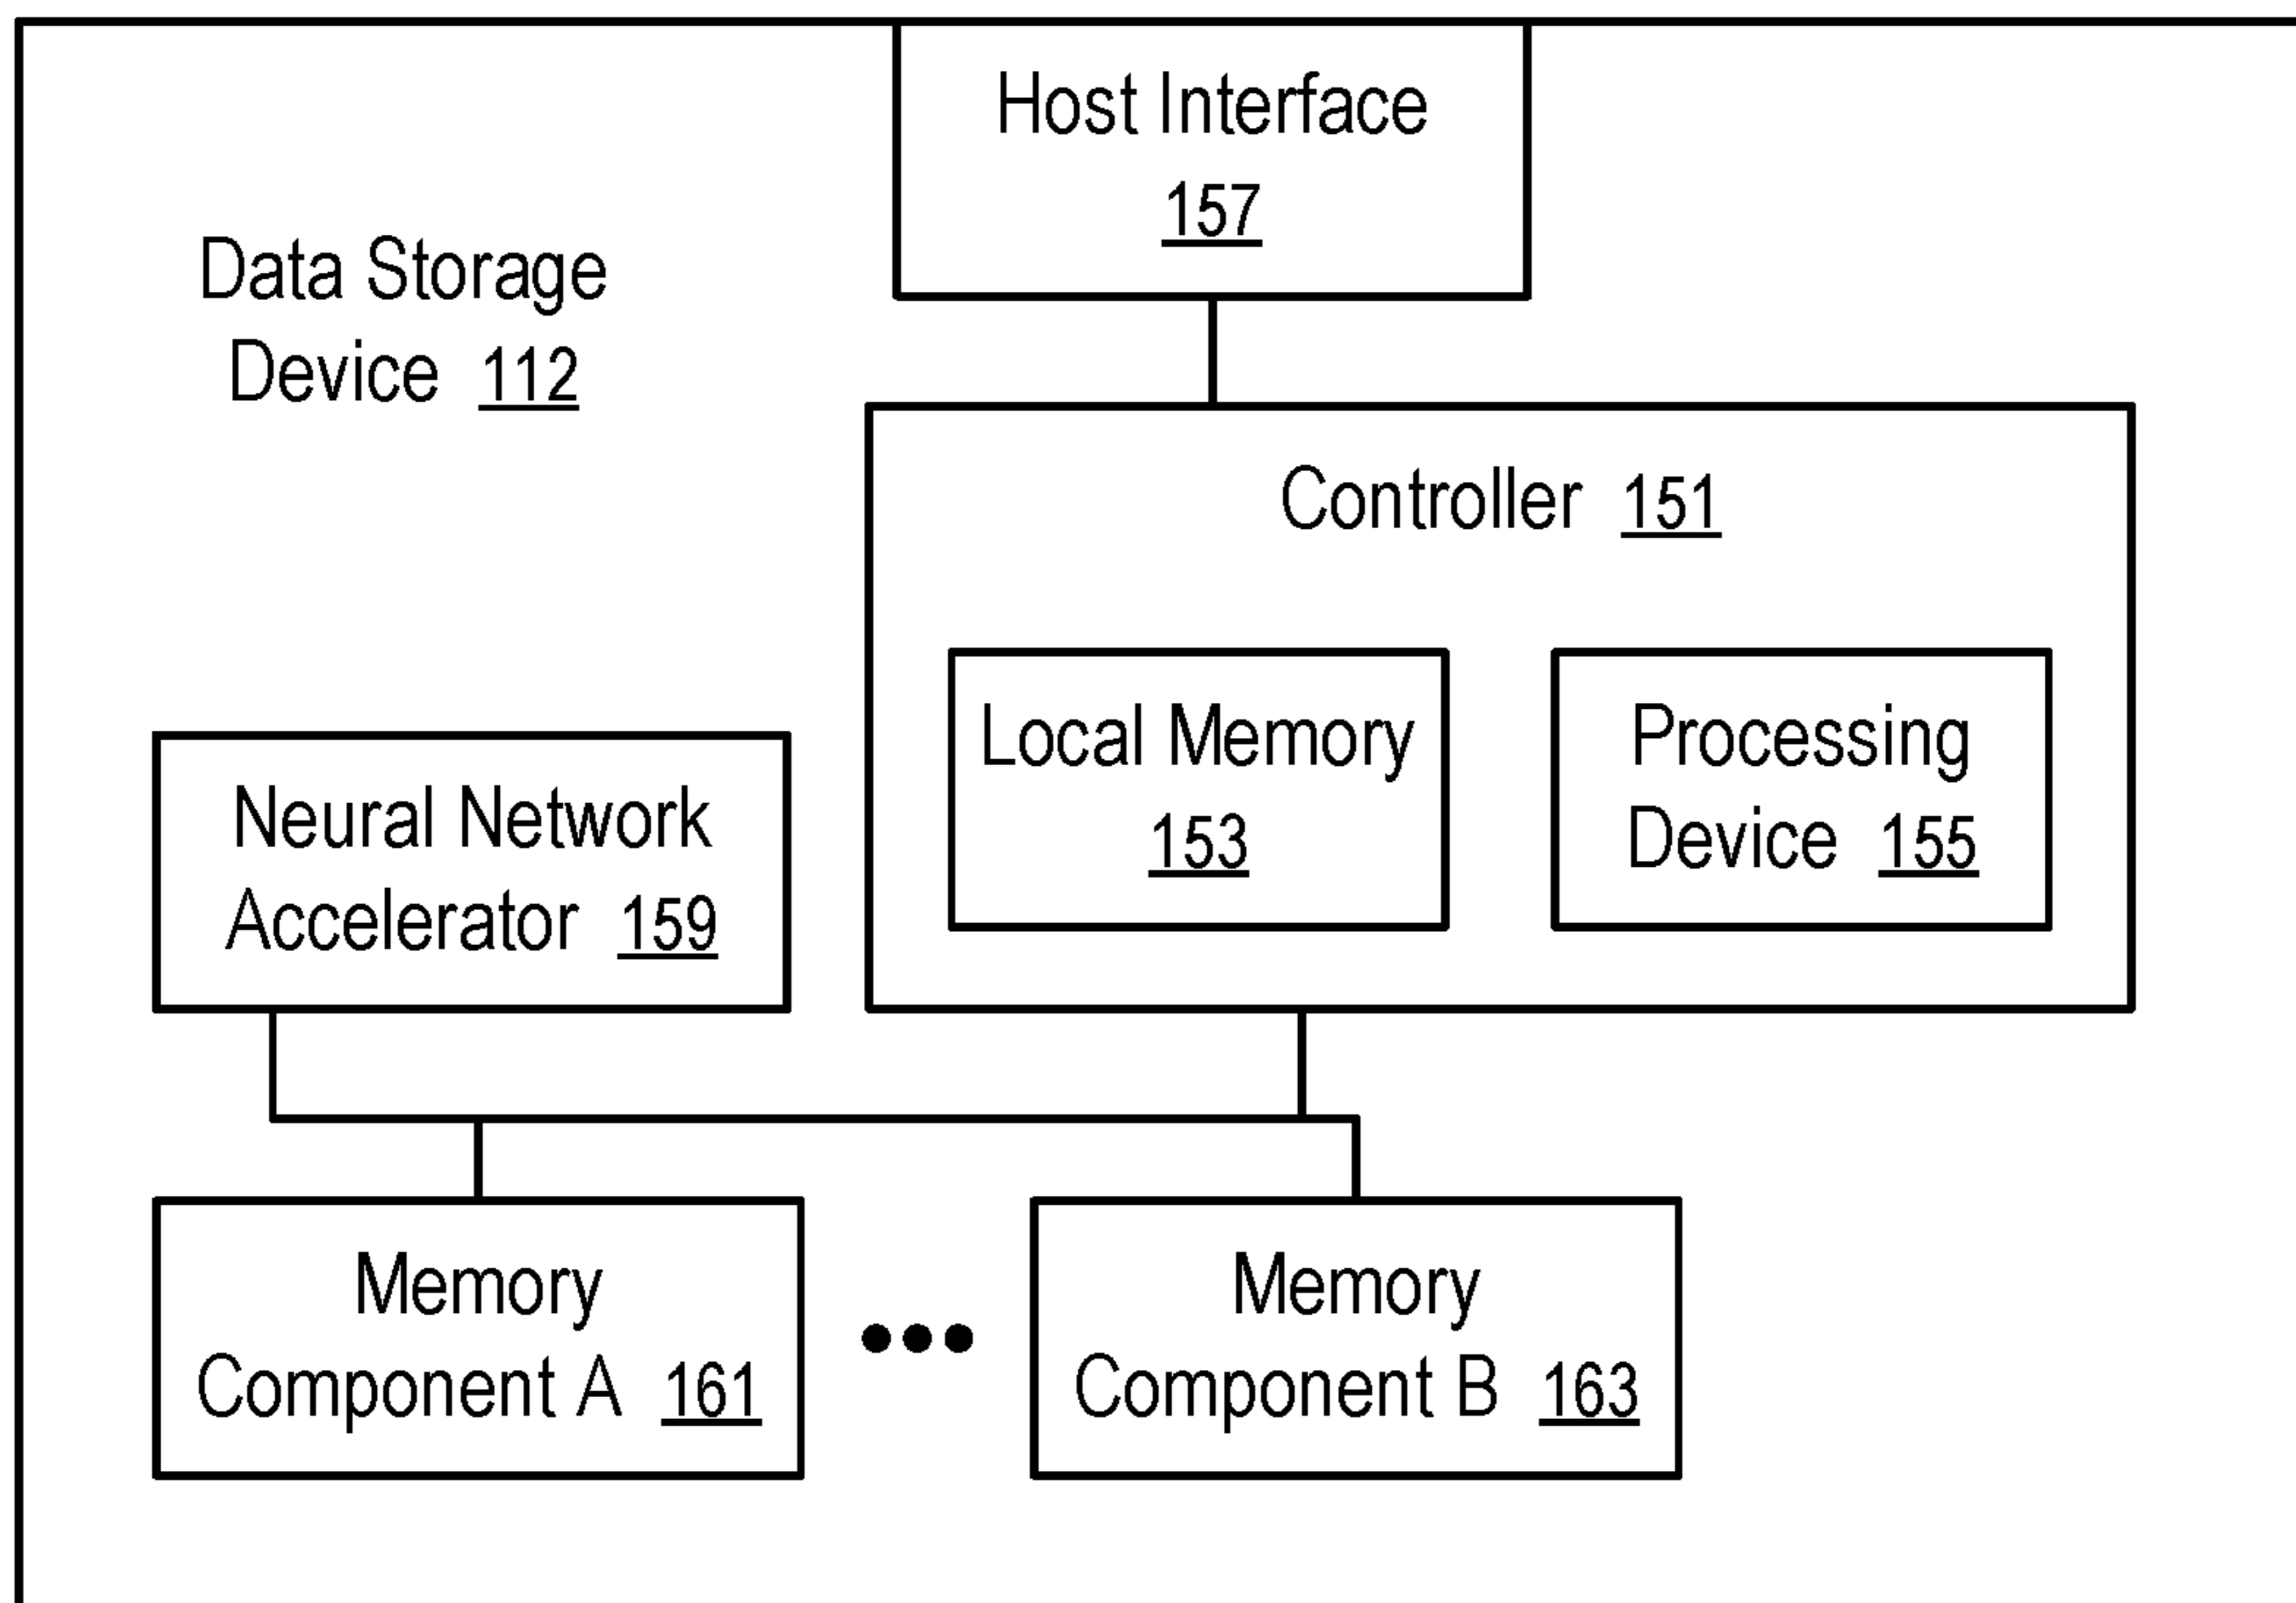 Host Interface
157
Data Storage
Device 112
Controller 151
Local Memory
153
Processing
Device 155
Neural Network
Accelerator 159
Memory
Component A 161
Memory
Component B 163